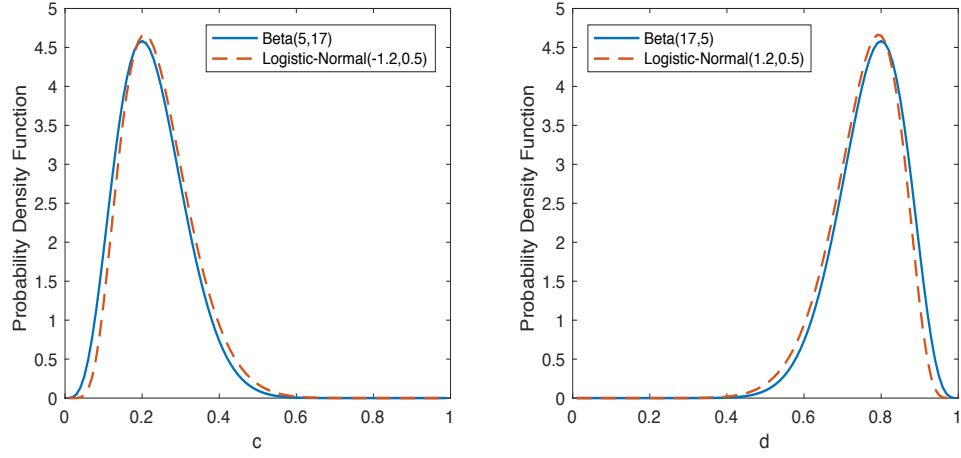 Probability Density Function
5
4.5
4
3.5
3
2.5
2
1.5
1
0.5
0
Beta(5,17)
Logistic-Normal(-1.2,0.5)
0 0.2 0.4 0.6 0.8 1
c
Probability Density Function
5
4.5
4
3.5
3
2.5
2
1.5
1
0.5
0
Beta(17,5)
Logistic-Normal(1.2,0.5)
0 0.2 0.4 0.6 0.8 1
d